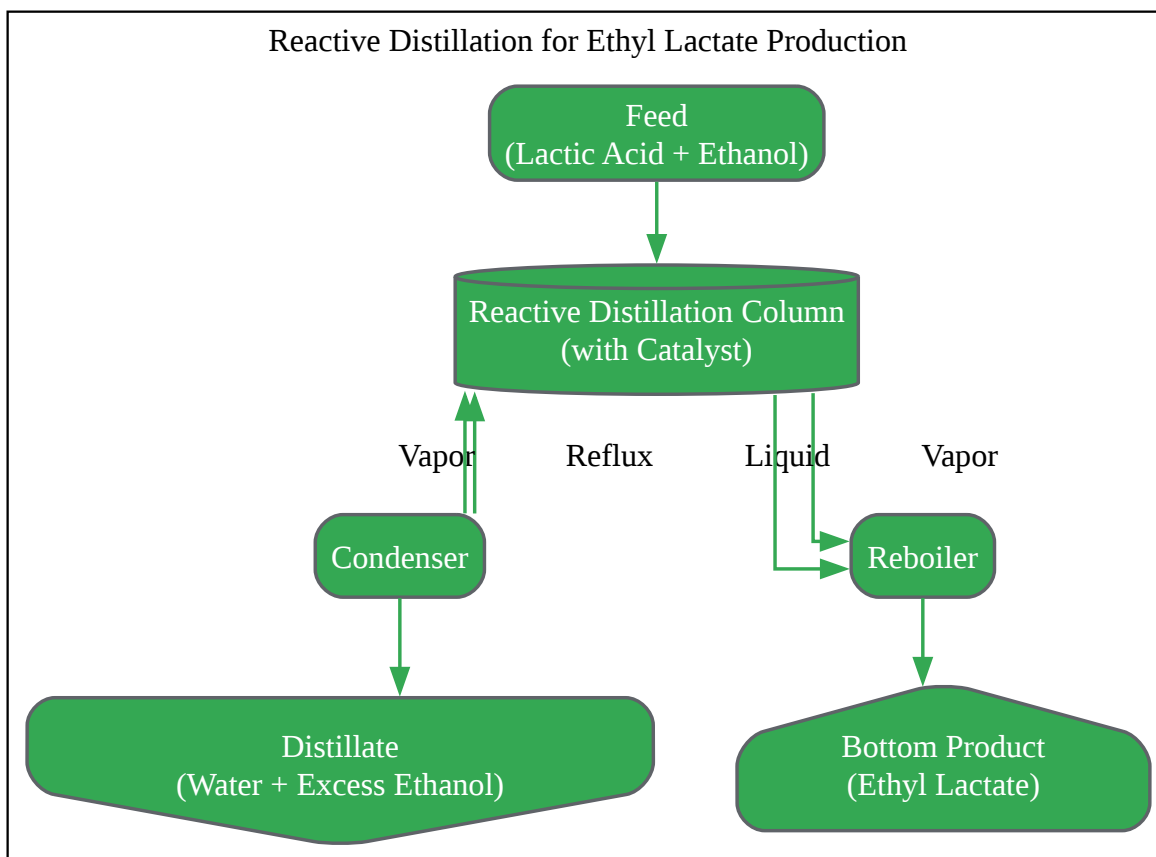 Reactive Distillation for Ethyl Lactate Production
Feed
(Lactic Acid + Ethanol)
Reactive Distillation Column
(with Catalyst)
Vapor
Reflux
Liquid
Vapor
Condenser
Reboiler
Distillate
(Water + Excess Ethanol)
Bottom Product
(Ethyl Lactate)